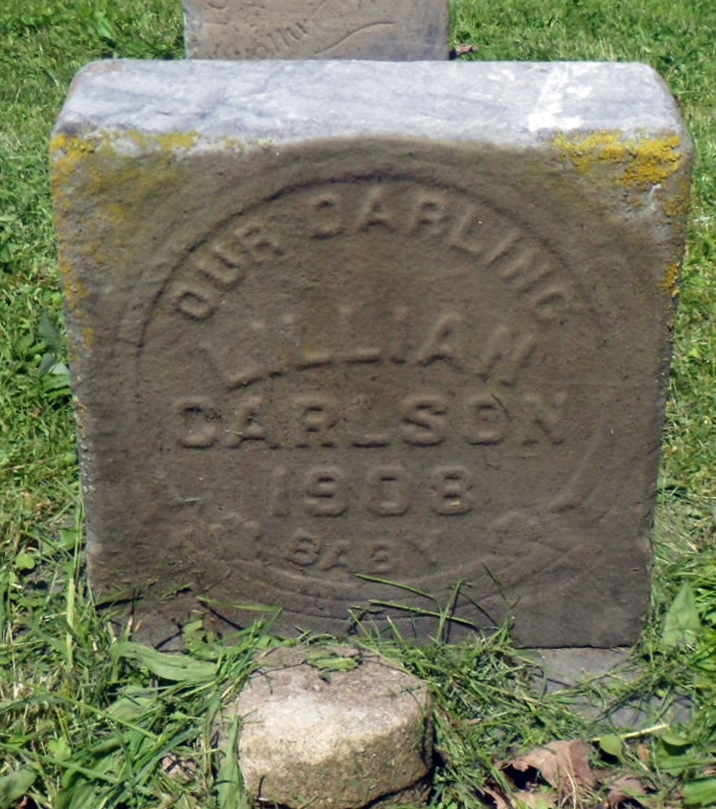 OUR DARLING
LILLIAN
CARLSON
1908
BABY